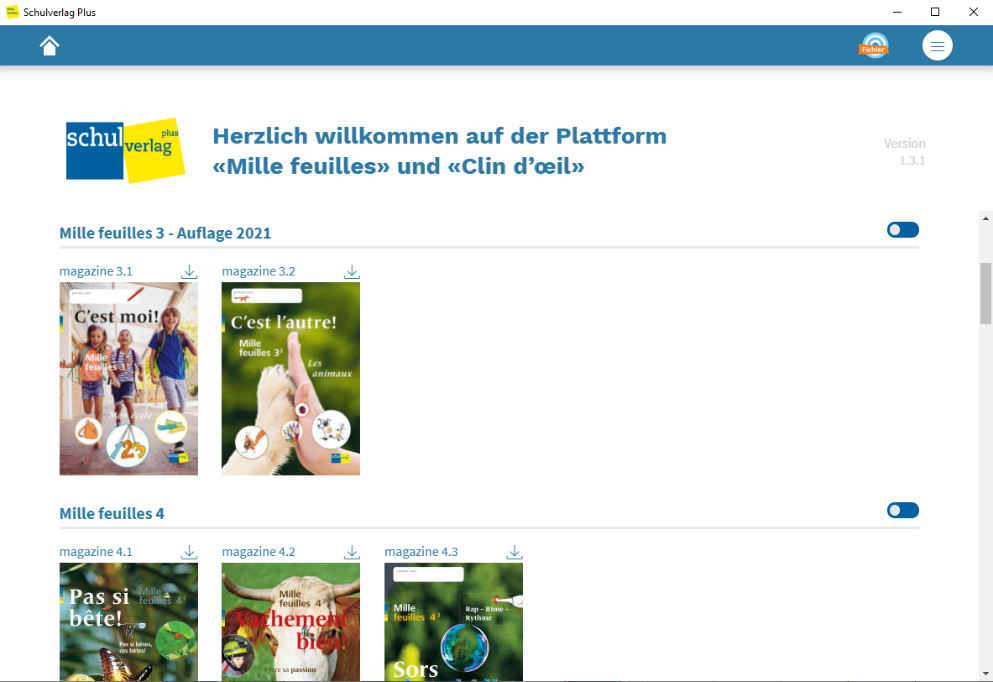 Schulverlag Plus
Fichier
schul
verlag
plus
Herzlich willkommen auf der Plattform
«Mille feuilles» und «Clin d’œil»
Version
1.3.1
Mille feuilles 3 - Auflage 2021
magazine 3.1
magazine 3.2
C'est moi!
Mille
feuilles 3¹
Mon école
123
C'est l'autre!
Mille
feuilles 3²
Les
animaux
Mille feuilles 4
magazine 4.1
magazine 4.2
magazine 4.3
Pas si
bête!
Mille
feuilles 4¹
Pas si bêtes,
ces bêtes!
Mille
feuilles 4²
Vachement
bien!
Vivre sa passion
Mille
feuilles 4³
Rap – Rime –
Rythme
Sors